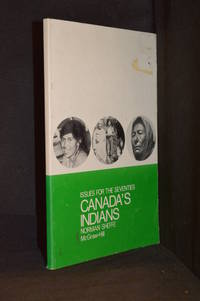 ISSUES FOR THE SEVENTIES
CANADA'S
INDIANS
NORMAN SHEFFE
McGraw-Hill